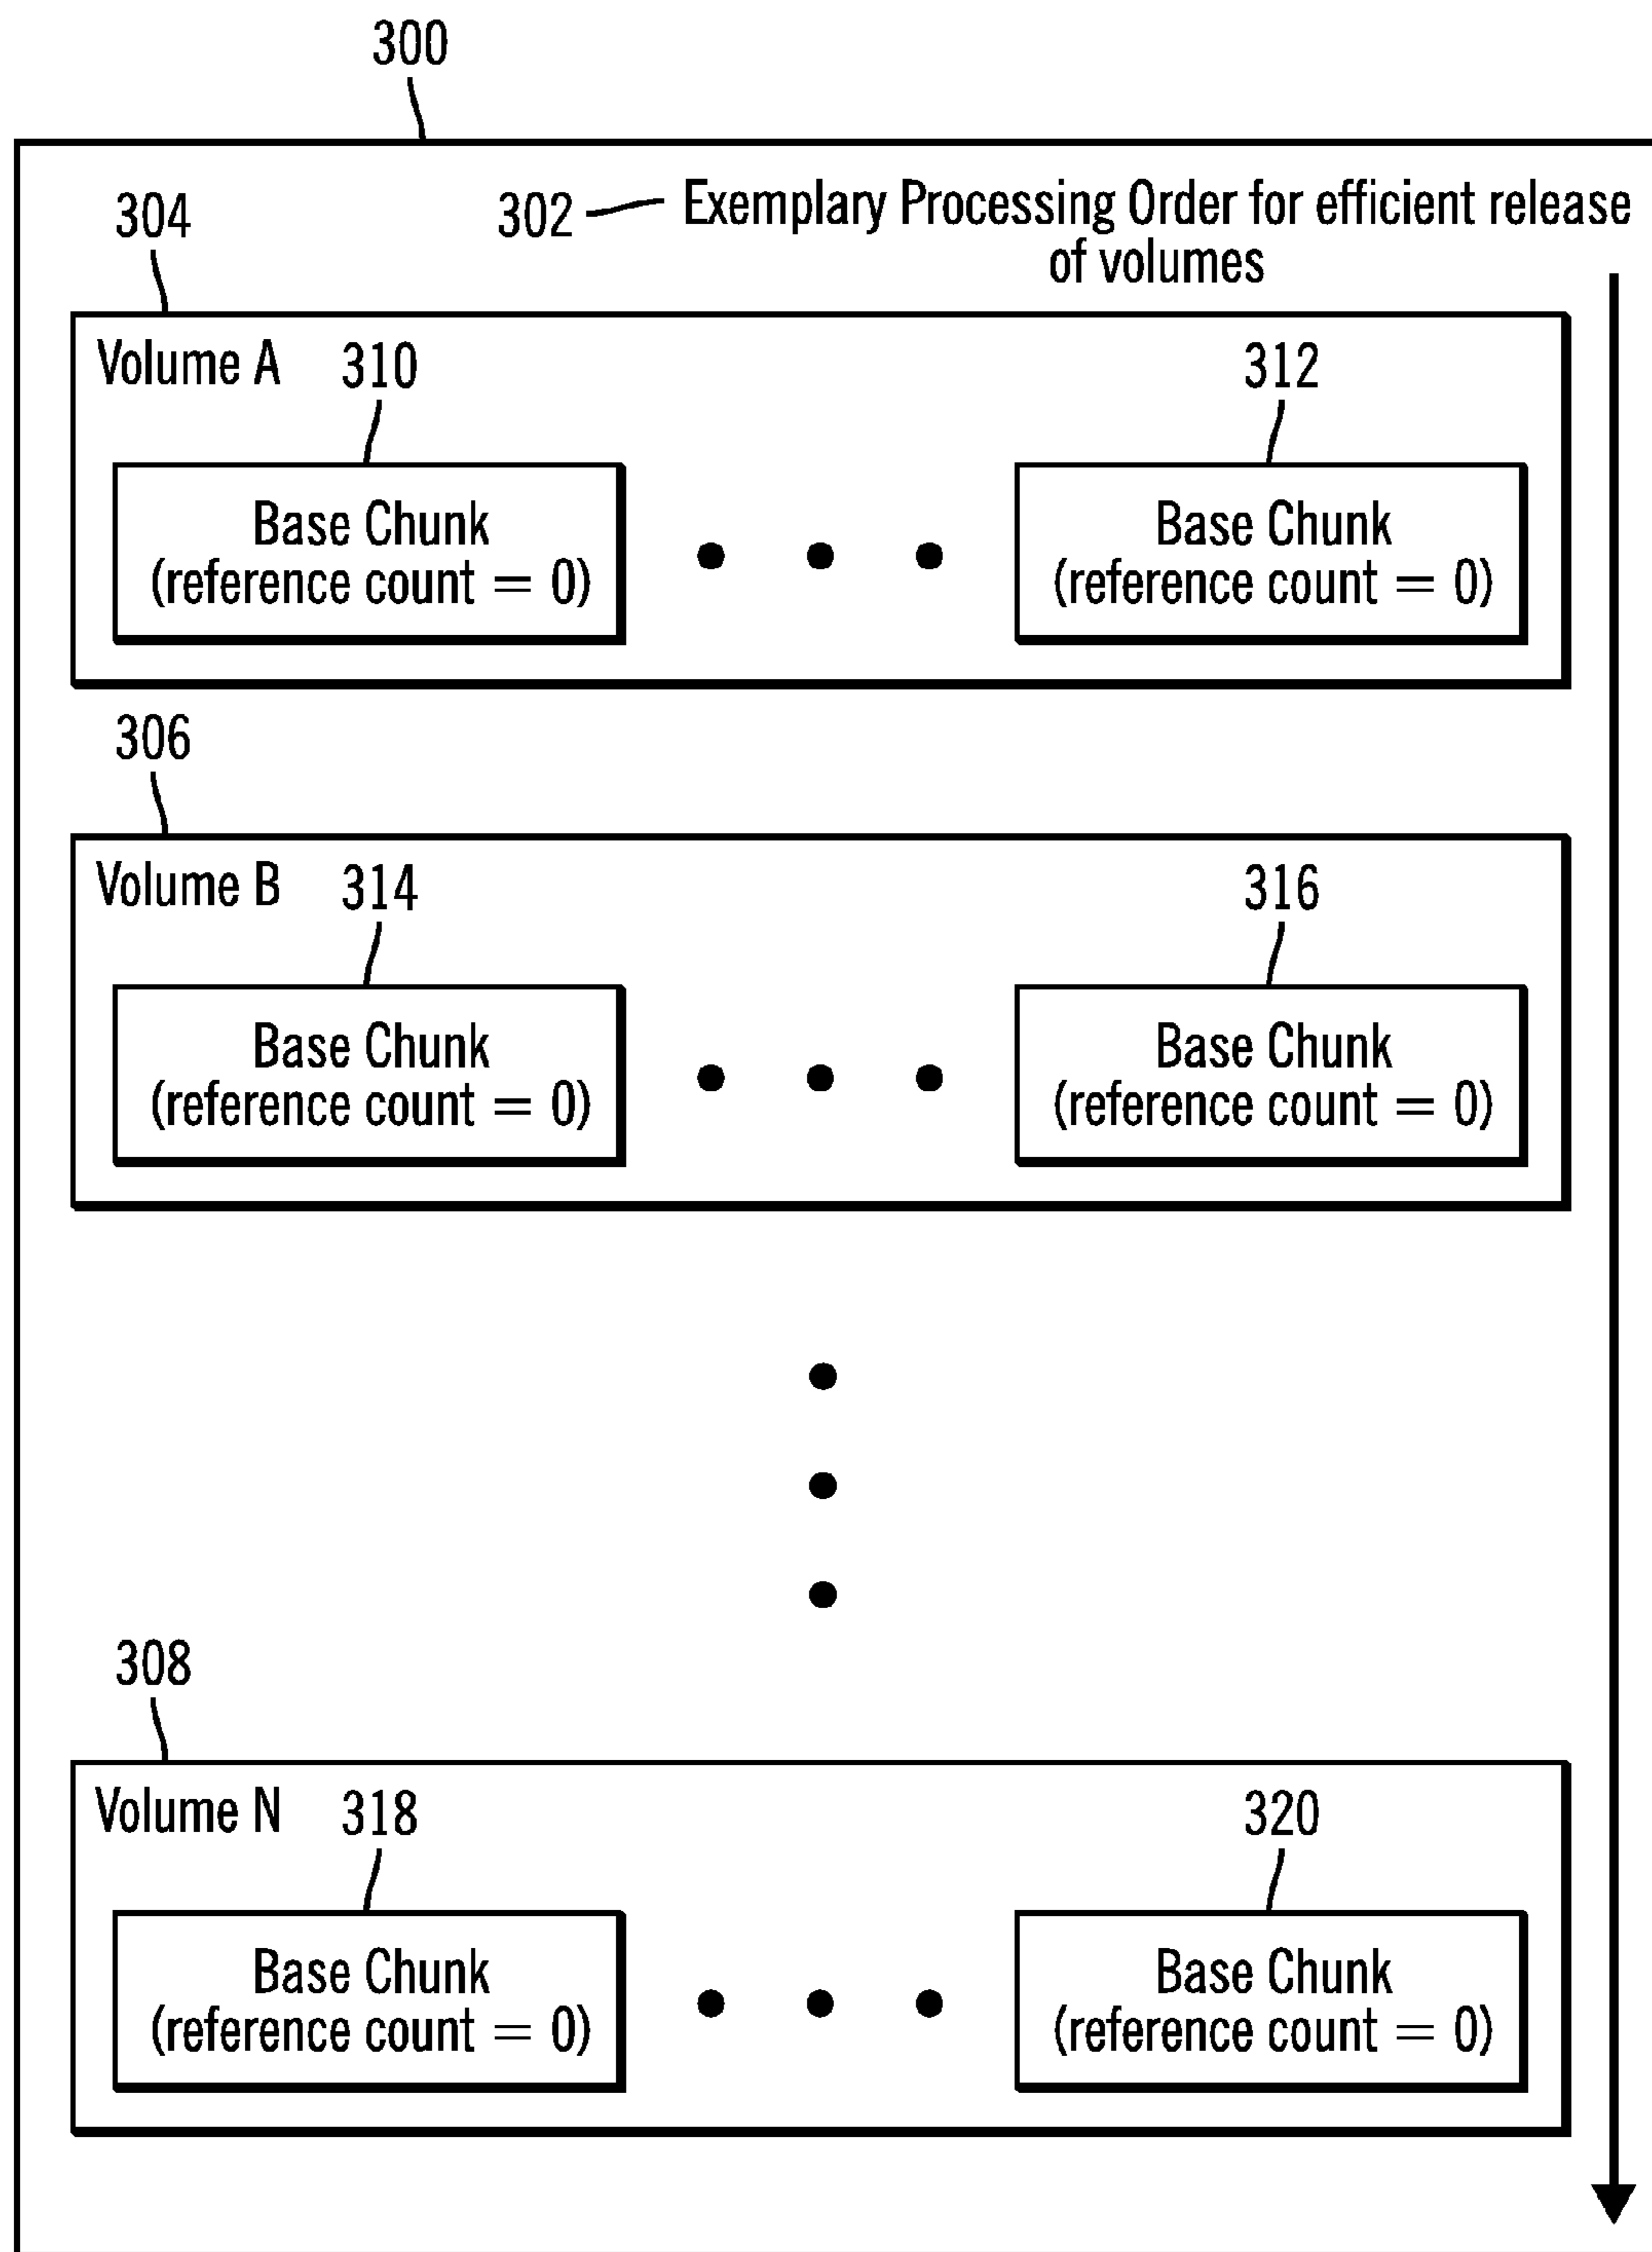 300
304
302 Exemplary Processing Order for efficient release
of volumes
Volume A 310 312
Base Chunk
(reference count = 0)
Base Chunk
(reference count = 0)
306
Volume B 314 316
Base Chunk
(reference count = 0)
Base Chunk
(reference count = 0)
308
Volume N 318 320
Base Chunk
(reference count = 0)
Base Chunk
(reference count = 0)